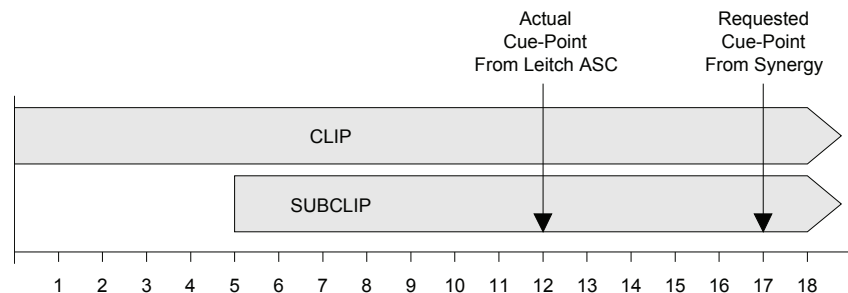 Actual
Cue-Point
From Leitch ASC
Requested
Cue-Point
From Synergy
CLIP
SUBCLIP
1 2 3 4 5 6 7 8 9 10 11 12 13 14 15 16 17 18